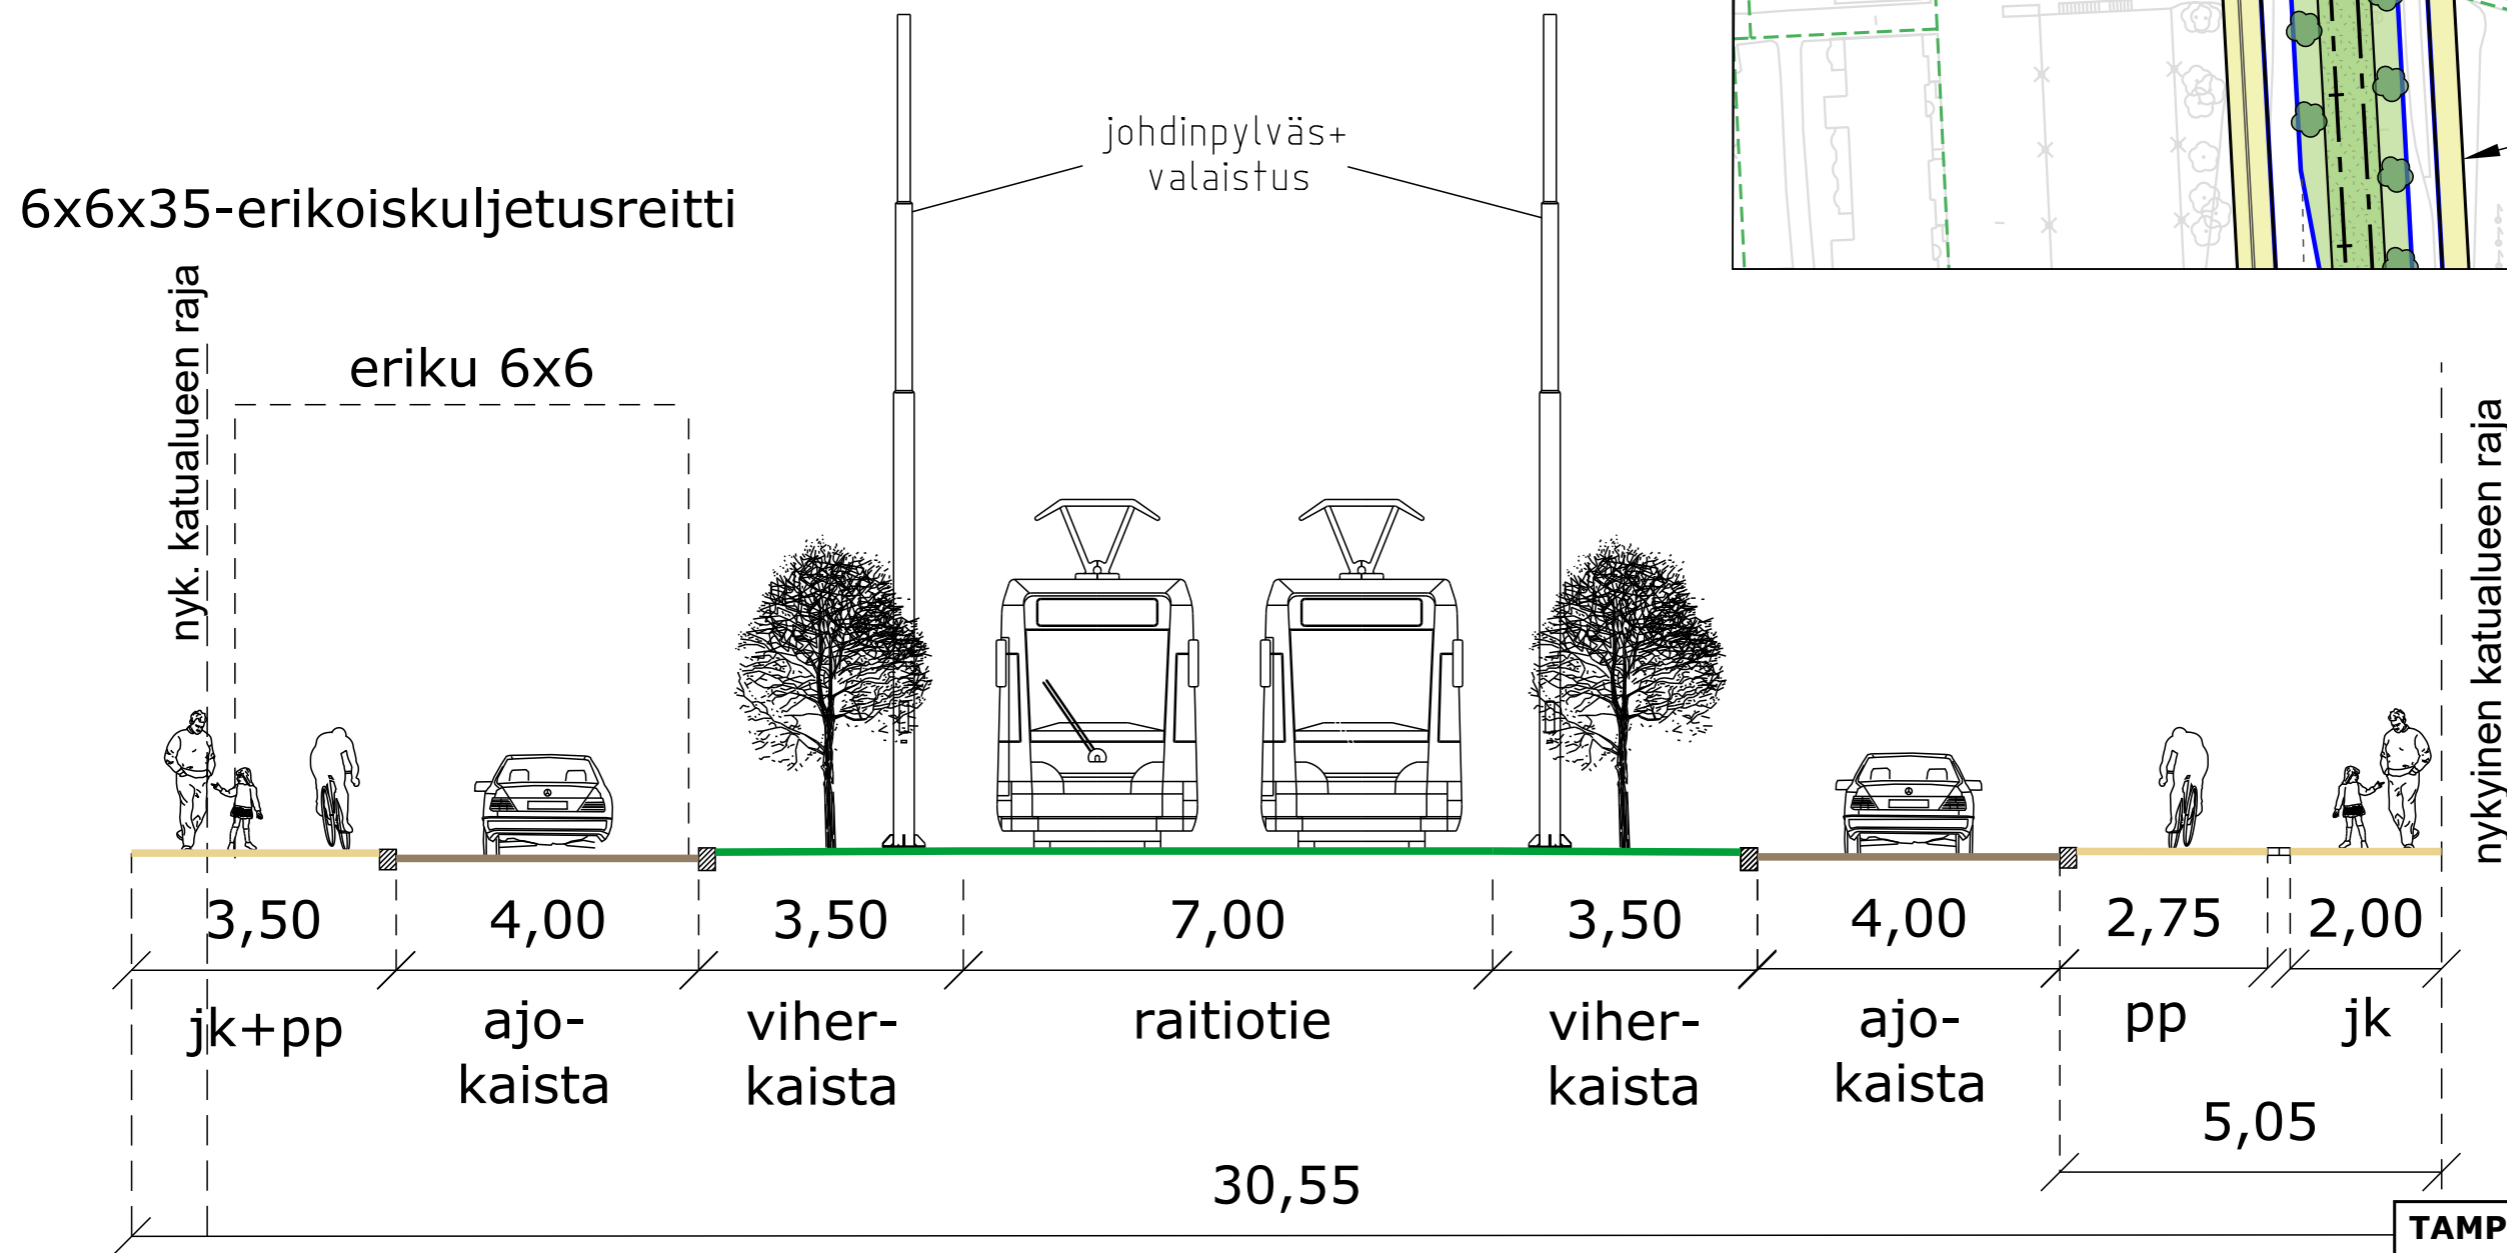 johdinpylväs+
valaistus
6x6x35-erikoiskuljetusreitti
nyk. katualueen raja
eriku 6x6
nykyinen katualueen raja
3,50
4,00
3,50
7,00
3,50
4,00
2,75
2,00
jk+pp
ajo-
kaista
viher-
kaista
raitiotie
viher-
kaista
ajo-
kaista
pp
jk
5,05
30,55
TAMP